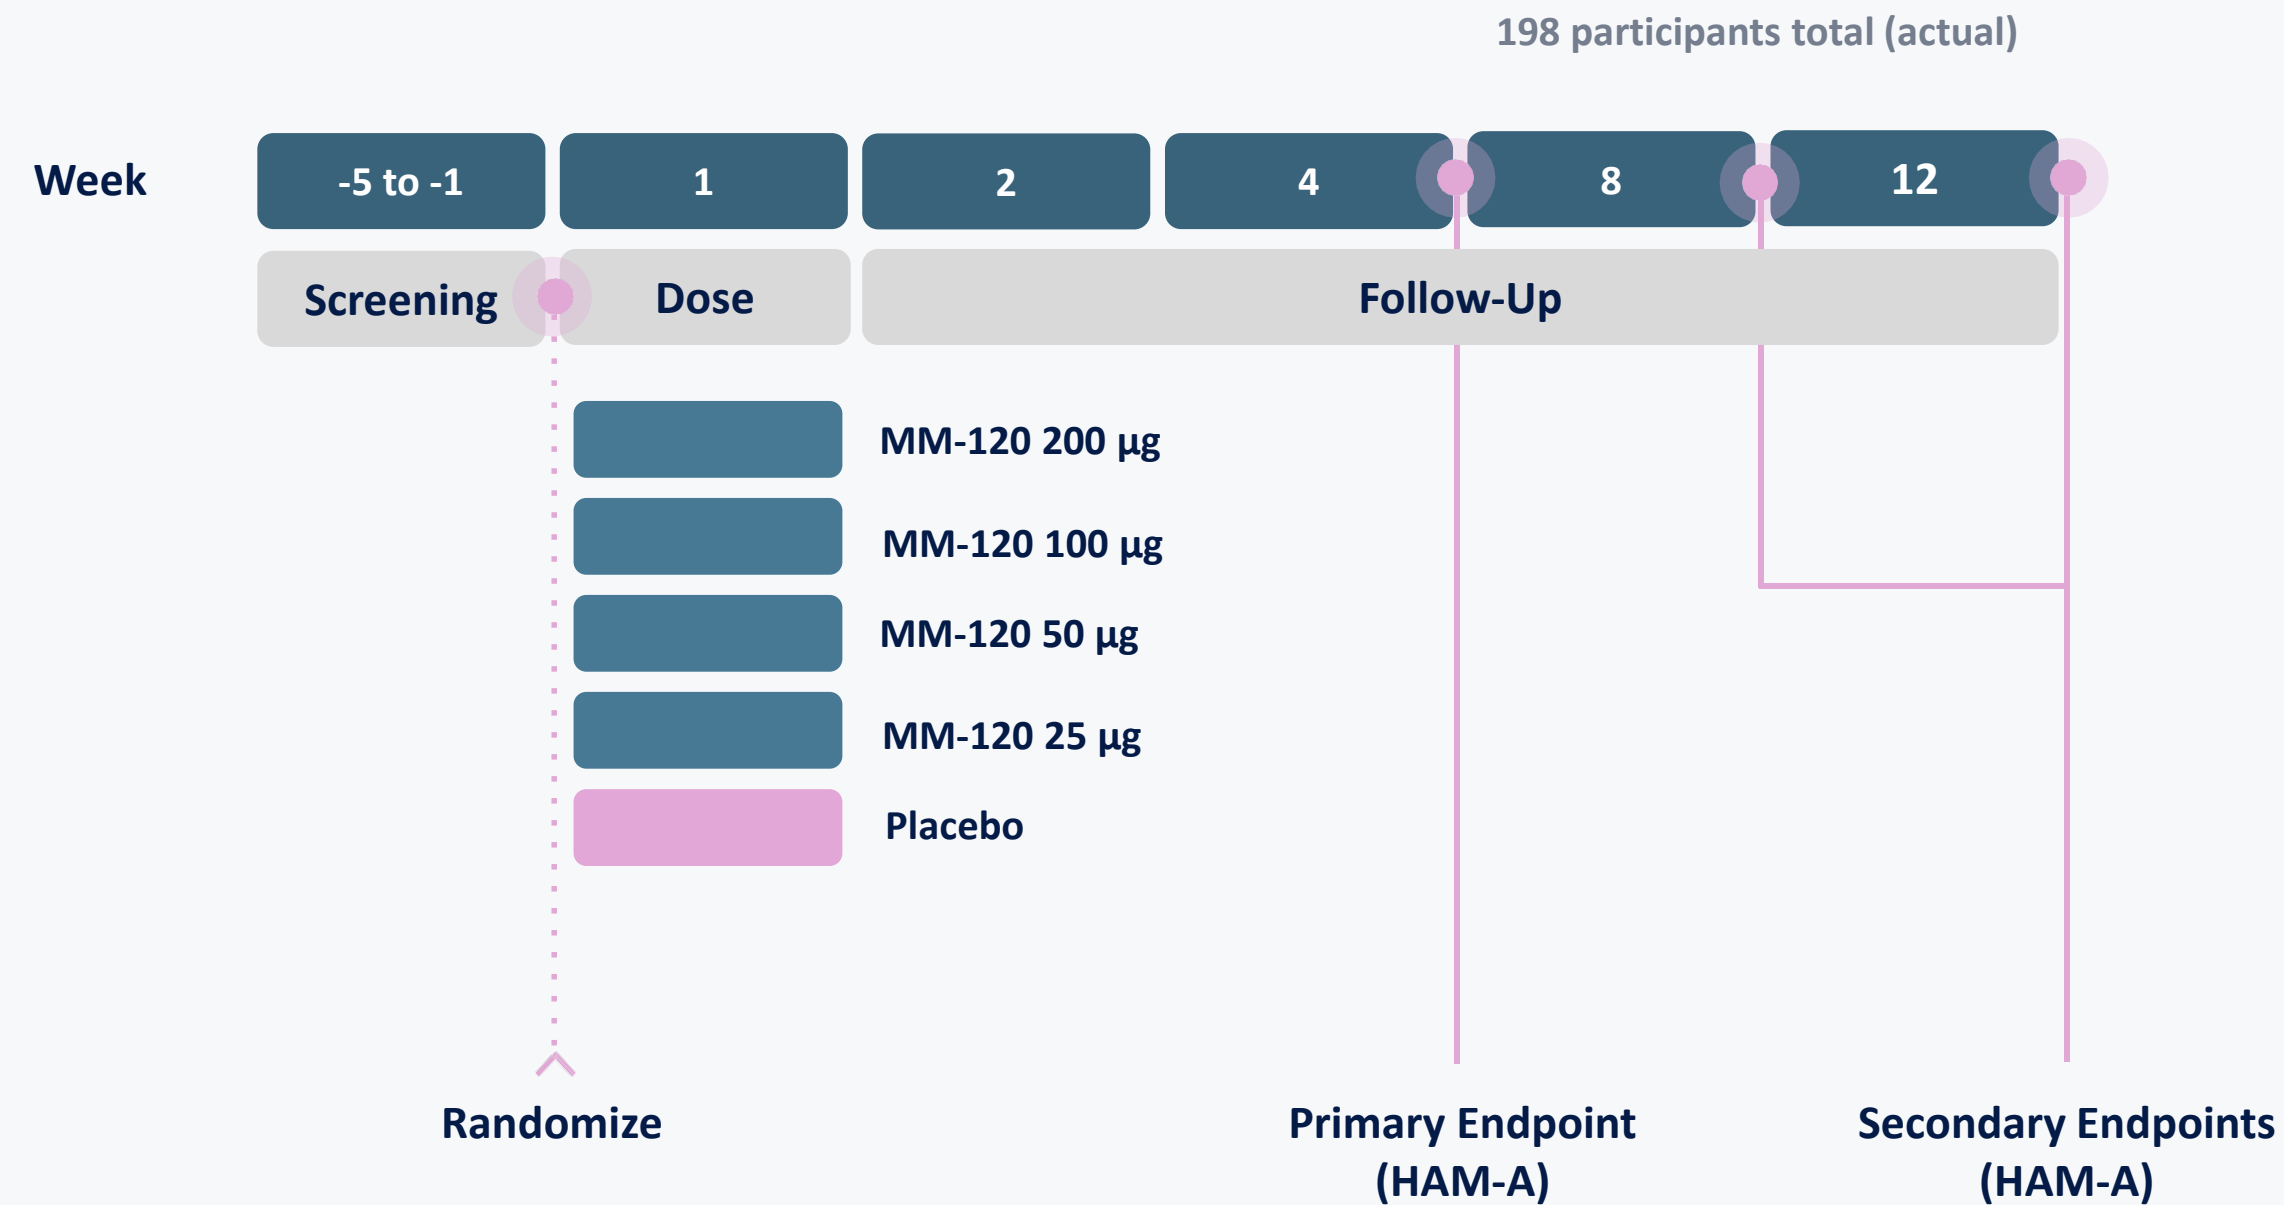 198 participants total (actual)
Week
-5 to -1
1
2
4
8
12
Screening
Dose
Follow-Up
MM-120 200 µg
MM-120 100 µg
MM-120 50 µg
MM-120 25 µg
Placebo
Randomize
Primary Endpoint
(HAM-A)
Secondary Endpoints
(HAM-A)